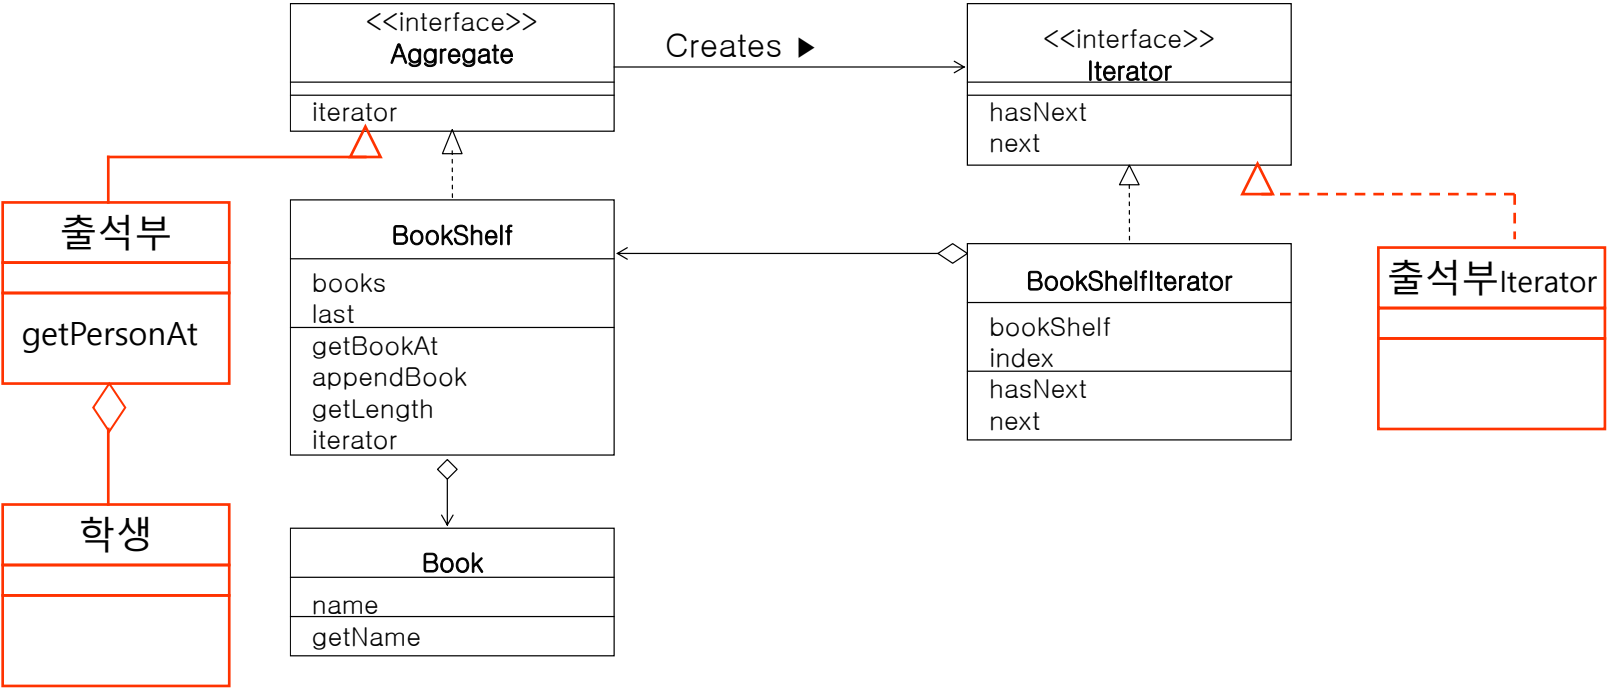 <<interface>>
Aggregate
iterator
Creates ▶
<<interface>>
Iterator
hasNext
next
출석부
getPersonAt
BookShelf
books
last
getBookAt
appendBook
getLength
iterator
BookShelfIterator
bookShelf
index
hasNext
next
출석부Iterator
학생
Book
name
getName